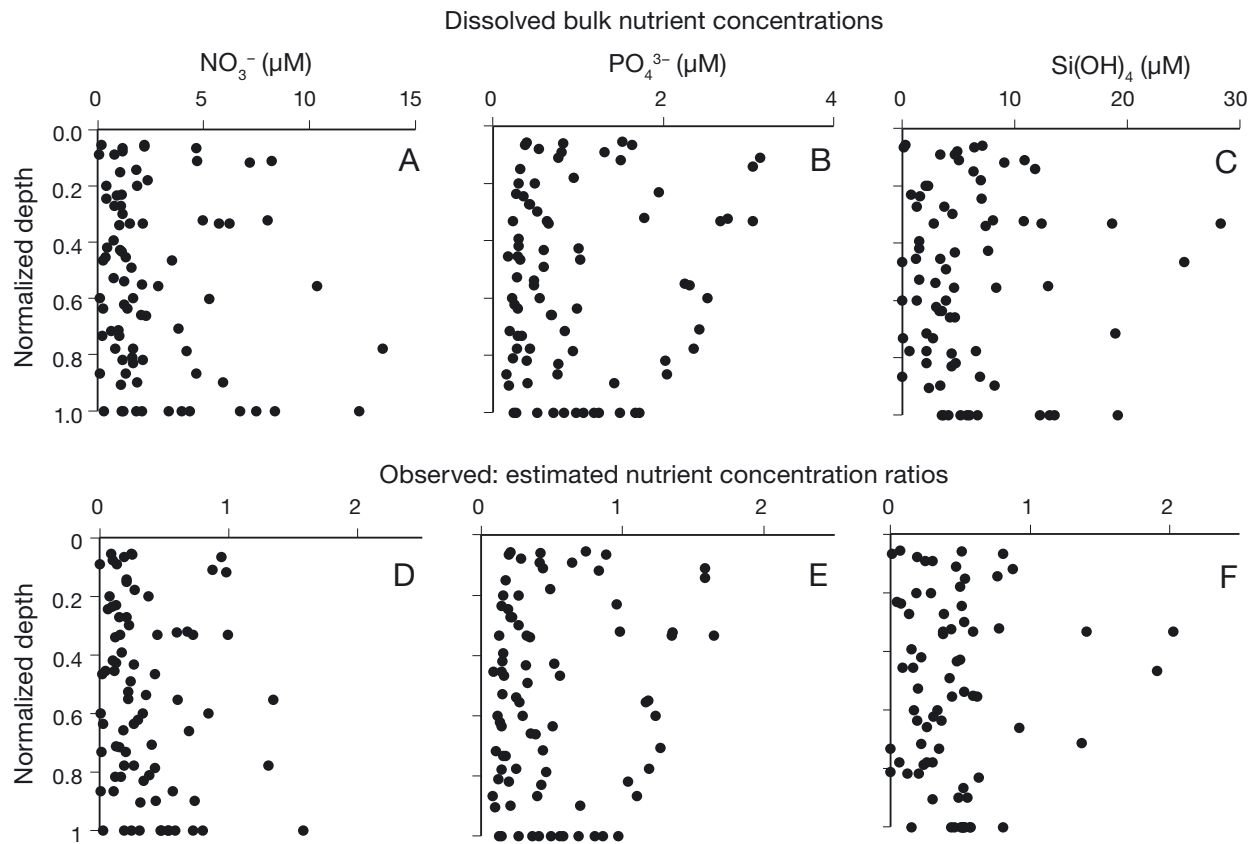 Dissolved bulk nutrient concentrations
NO₃⁻ (µM) PO₄³⁻ (µM) Si(OH)₄ (µM)
0 5 10 15 0 2 4 0 10 20 30
0.0
0.2
0.4
0.6
0.8
1.0
Normalized depth
A B C
Observed: estimated nutrient concentration ratios
0 1 2 0 1 2 0 1 2
0
0.2
0.4
0.6
0.8
1
Normalized depth
D E F